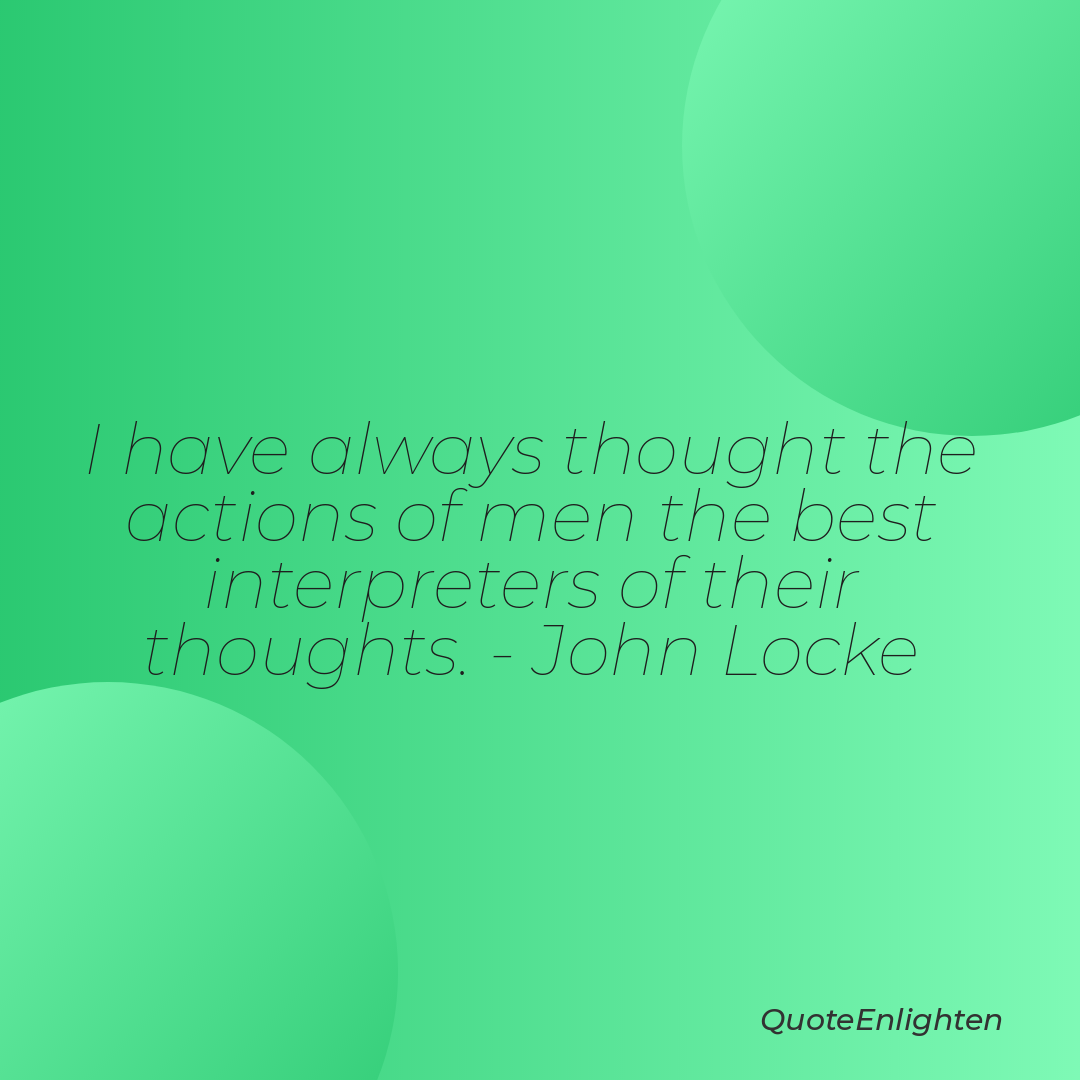 I have always thought the
actions of men the best
interpreters of their
thoughts. - John Locke
QuoteEnlighten